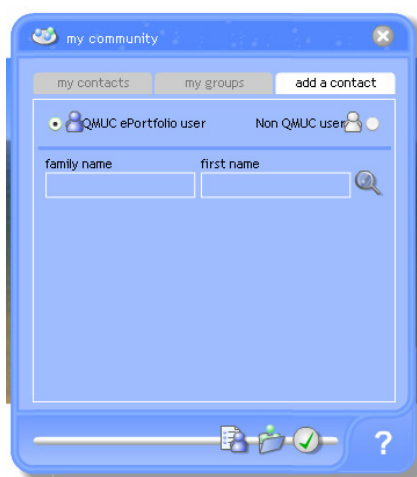 my community
my contacts my groups add a contact
QMUC ePortfolio user Non QMUC user
family name first name
?